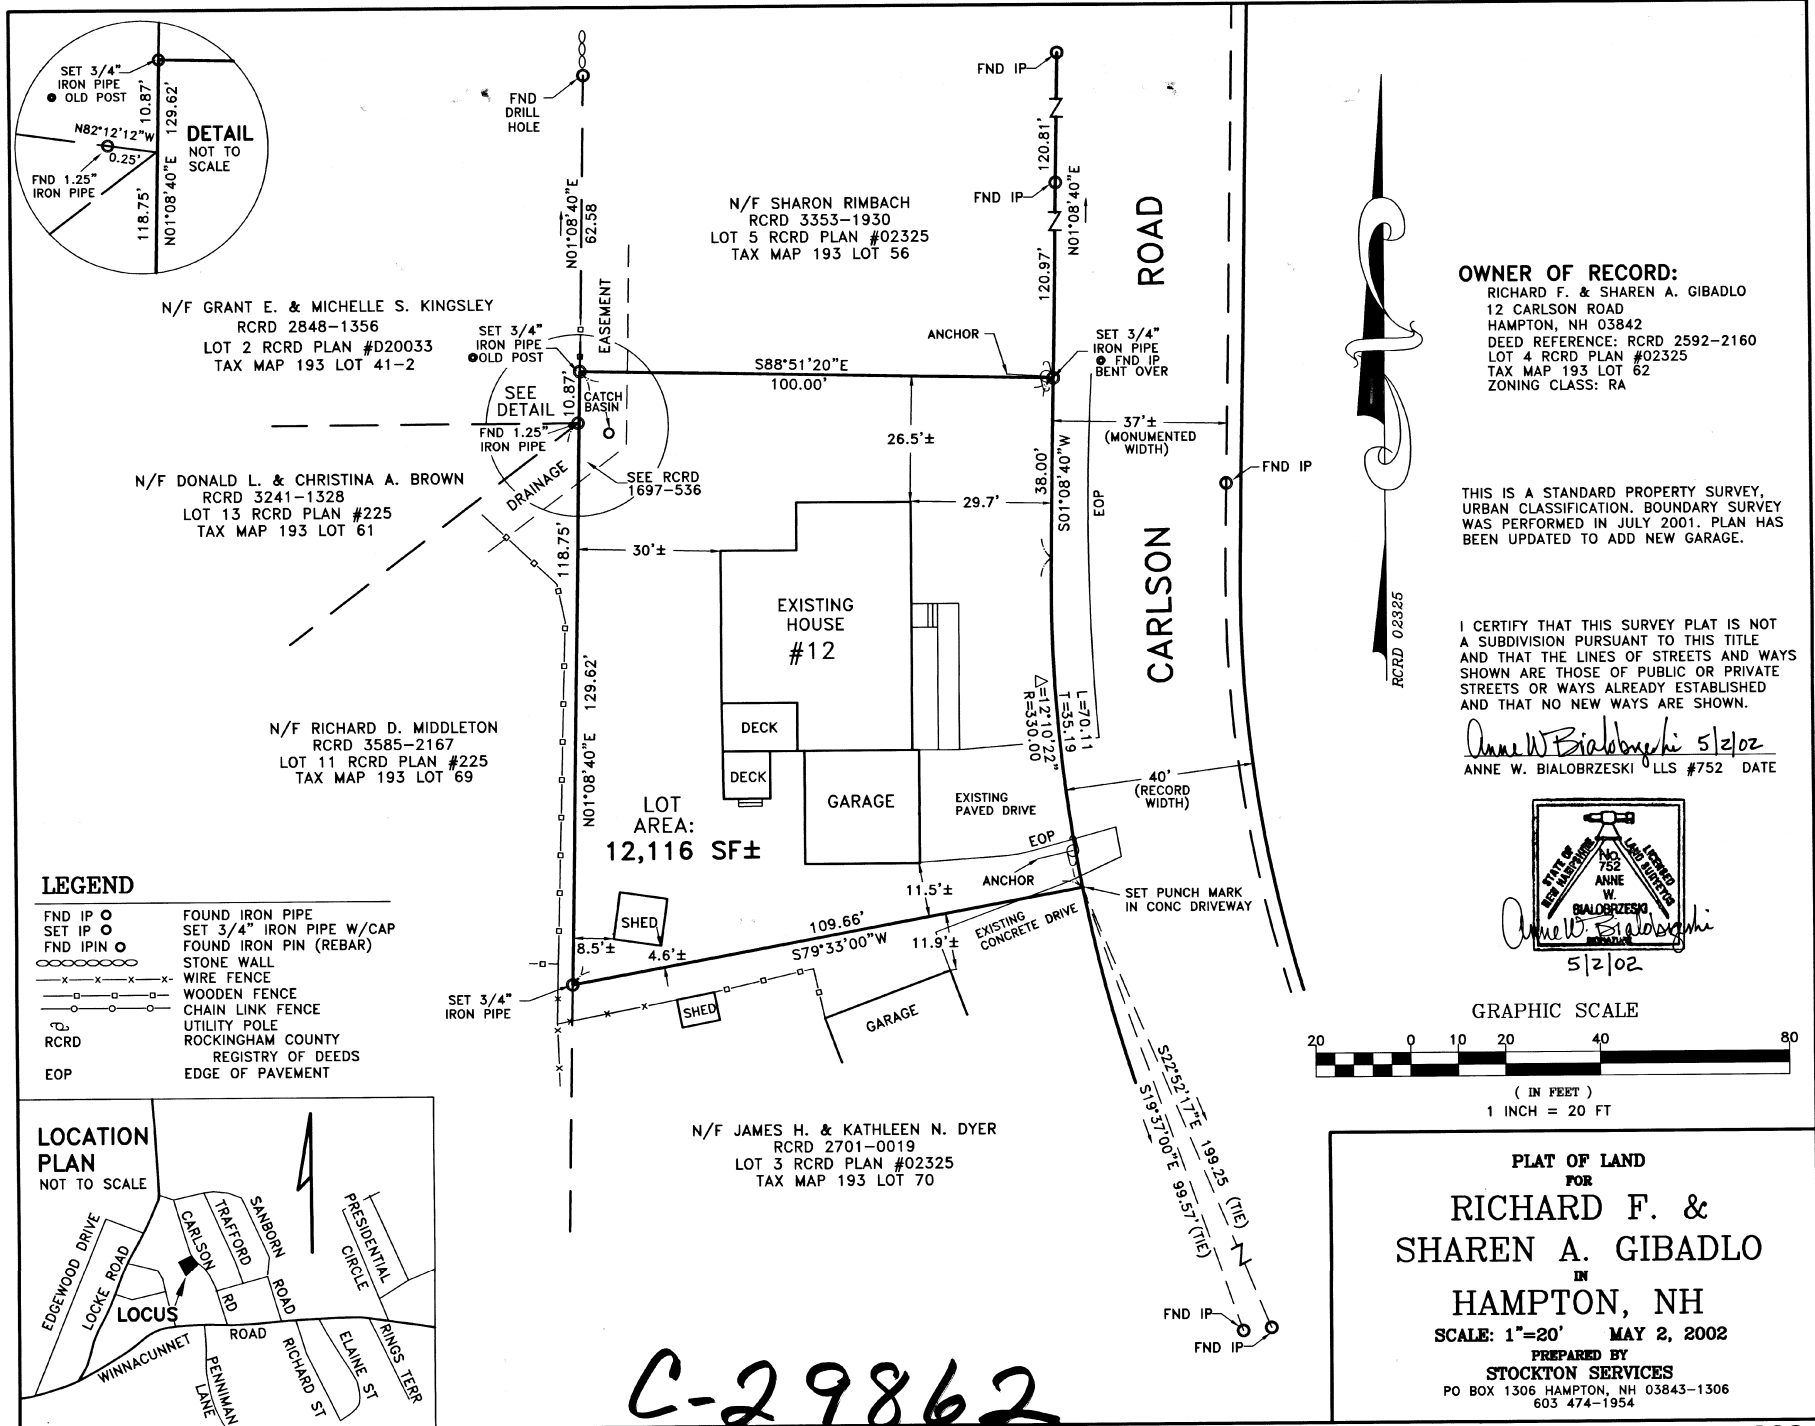 SET 3/4"
IRON PIPE
OLD POST
10.87'
129.62'
N82°12'12"W
0.25'
FND 1.25"
IRON PIPE
118.75'
N01°08'40"E
DETAIL
NOT TO
SCALE
FND
DRILL
HOLE
N01°08'40"E
62.58
EASEMENT
N/F SHARON RIMBACH
RCRD 3353-1930
LOT 5 RCRD PLAN #02325
TAX MAP 193 LOT 56
FND IP
120.81'
FND IP
N01°08'40"E
120.97'
CARLSON ROAD
N/F GRANT E. & MICHELLE S. KINGSLEY
RCRD 2848-1356
LOT 2 RCRD PLAN #D20033
TAX MAP 193 LOT 41-2
SET 3/4"
IRON PIPE
OLD POST
SEE
DETAIL
10.87'
CATCH
BASIN
FND 1.25"
IRON PIPE
DRAINAGE
SEE RCRD
1697-536
S88°51'20"E
100.00'
ANCHOR
SET 3/4"
IRON PIPE
FND IP
BENT OVER
37'±
(MONUMENTED
WIDTH)
FND IP
26.5'±
29.7'
38.00'
S01°08'40"W
EOP
N/F DONALD L. & CHRISTINA A. BROWN
RCRD 3241-1328
LOT 13 RCRD PLAN #225
TAX MAP 193 LOT 61
118.75'
30'±
EXISTING
HOUSE
#12
N01°08'40"E 129.62'
N/F RICHARD D. MIDDLETON
RCRD 3585-2167
LOT 11 RCRD PLAN #225
TAX MAP 193 LOT 69
DECK
DECK
GARAGE
L=70.11
T=35.19
Δ=12°10'22"
R=330.00
40'
(RECORD
WIDTH)
EXISTING
PAVED DRIVE
EOP
ANCHOR
LOT
AREA:
12,116 SF±
SHED
8.5'±
4.6'±
109.66'
S79°33'00"W
11.5'±
11.9'±
EXISTING
CONCRETE DRIVE
SET PUNCH MARK
IN CONC DRIVEWAY
SET 3/4"
IRON PIPE
SHED
GARAGE
N/F JAMES H. & KATHLEEN N. DYER
RCRD 2701-0019
LOT 3 RCRD PLAN #02325
TAX MAP 193 LOT 70
S22°52'17"E 199.25 (TIE)
S19°37'00"E 99.57' (TIE)
FND IP
FND IP
RCRD 02325
OWNER OF RECORD:
RICHARD F. & SHAREN A. GIBADLO
12 CARLSON ROAD
HAMPTON, NH 03842
DEED REFERENCE: RCRD 2592-2160
LOT 4 RCRD PLAN #02325
TAX MAP 193 LOT 62
ZONING CLASS: RA
THIS IS A STANDARD PROPERTY SURVEY,
URBAN CLASSIFICATION. BOUNDARY SURVEY
WAS PERFORMED IN JULY 2001. PLAN HAS
BEEN UPDATED TO ADD NEW GARAGE.
I CERTIFY THAT THIS SURVEY PLAT IS NOT
A SUBDIVISION PURSUANT TO THIS TITLE
AND THAT THE LINES OF STREETS AND WAYS
SHOWN ARE THOSE OF PUBLIC OR PRIVATE
STREETS OR WAYS ALREADY ESTABLISHED
AND THAT NO NEW WAYS ARE SHOWN.
Anne W Bialobrzeski 5/2/02
ANNE W. BIALOBRZESKI LLS #752 DATE
STATE OF
NEW HAMPSHIRE
LICENSED
LAND SURVEYOR
No.
752
ANNE
W.
BIALOBRZESKI
SIGNATURE
Anne W. Bialobrzeski
5/2/02
GRAPHIC SCALE
20 0 10 20 40 80
( IN FEET )
1 INCH = 20 FT
LEGEND
FND IP FOUND IRON PIPE
SET IP SET 3/4" IRON PIPE W/CAP
FND IPIN FOUND IRON PIN (REBAR)
STONE WALL
WIRE FENCE
WOODEN FENCE
CHAIN LINK FENCE
UTILITY POLE
RCRD ROCKINGHAM COUNTY
REGISTRY OF DEEDS
EOP EDGE OF PAVEMENT
LOCATION
PLAN
NOT TO SCALE
EDGEWOOD DRIVE
LOCKE ROAD
CARLSON RD
TRAFFORD
SANBORN ROAD
PRESIDENTIAL
CIRCLE
LOCUS
WINNACUNNET ROAD
PENNIMAN
LANE
RICHARD ST
ELAINE ST
RINGS TERR
C-29862
PLAT OF LAND
FOR
RICHARD F. &
SHAREN A. GIBADLO
IN
HAMPTON, NH
SCALE: 1"=20' MAY 2, 2002
PREPARED BY
STOCKTON SERVICES
PO BOX 1306 HAMPTON, NH 03843-1306
603 474-1954